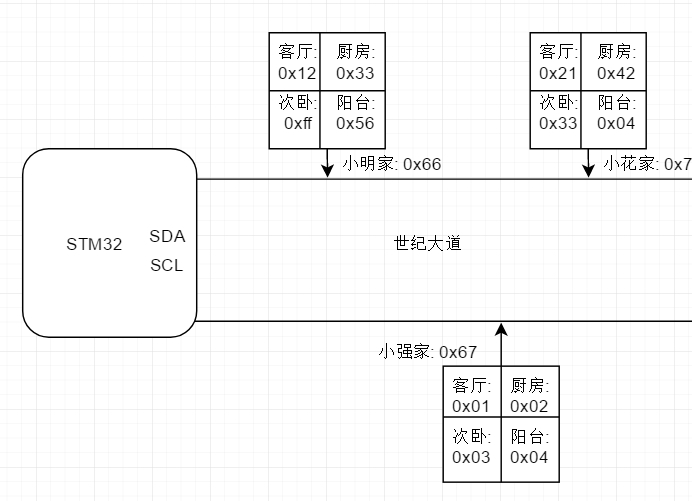 客厅: 厨房:
0x12 0x33
次卧: 阳台:
0xff 0x56
小明家: 0x66
客厅: 厨房:
0x21 0x42
次卧: 阳台:
0x33 0x04
小花家: 0x7
STM32
SDA
SCL
世纪大道
小强家: 0x67
客厅: 厨房:
0x01 0x02
次卧: 阳台:
0x03 0x04